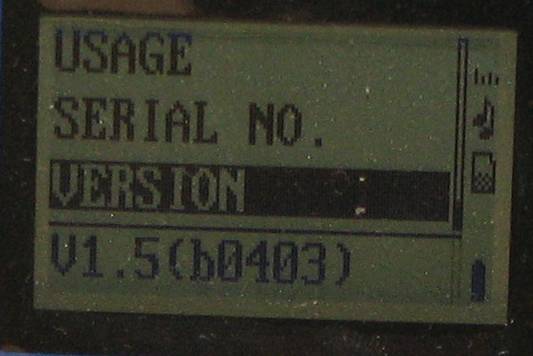 USAGE
SERIAL NO.
VERSION
V1.5(b0403)